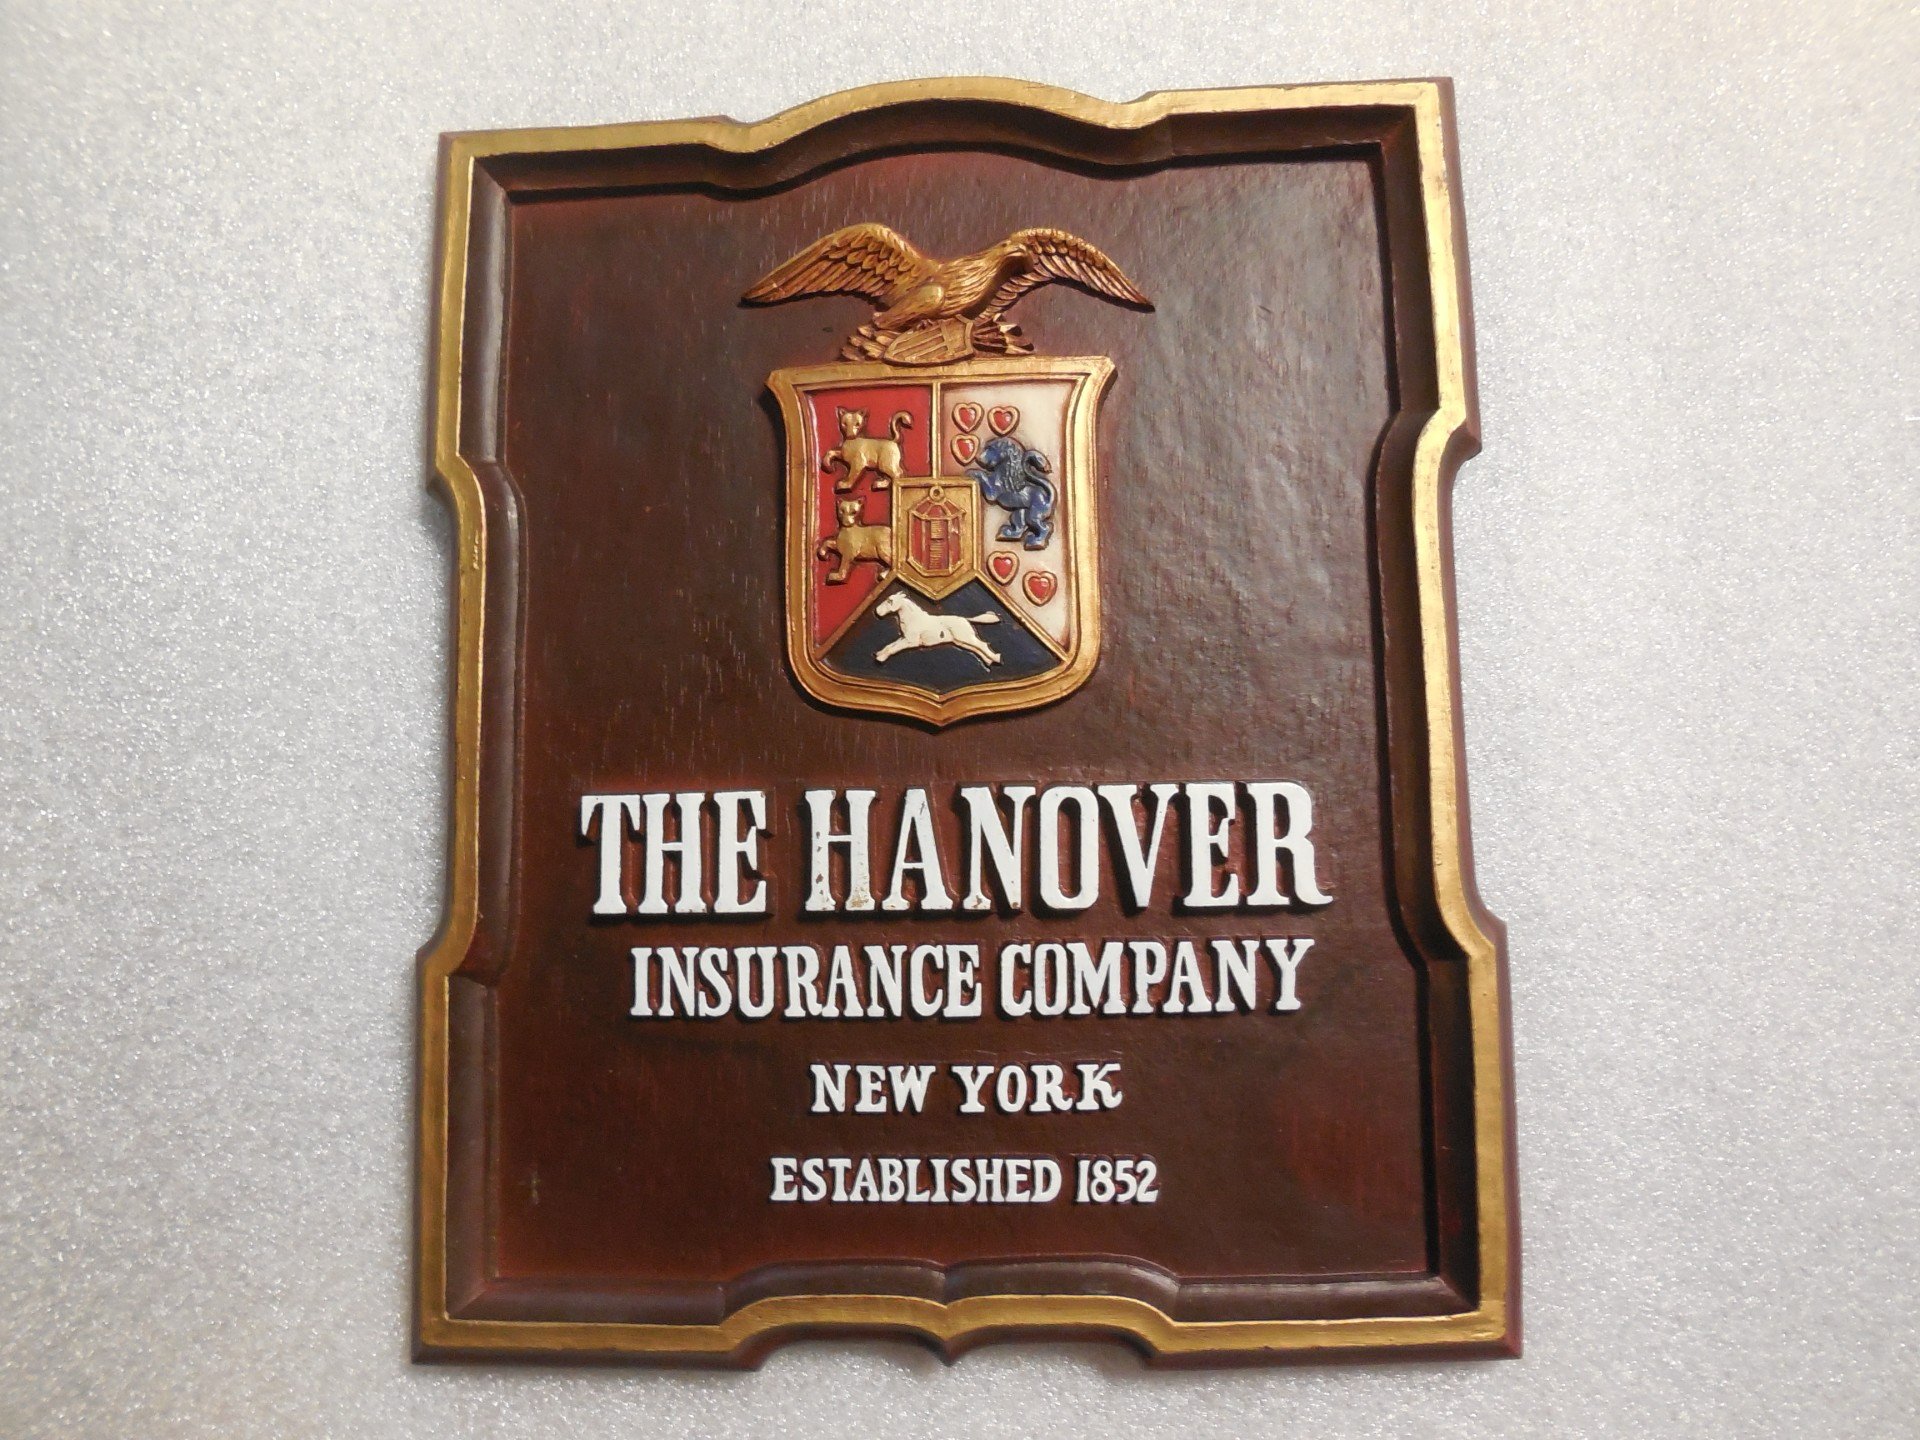 THE HANOVER
INSURANCE COMPANY
NEW YORK
ESTABLISHED 1852